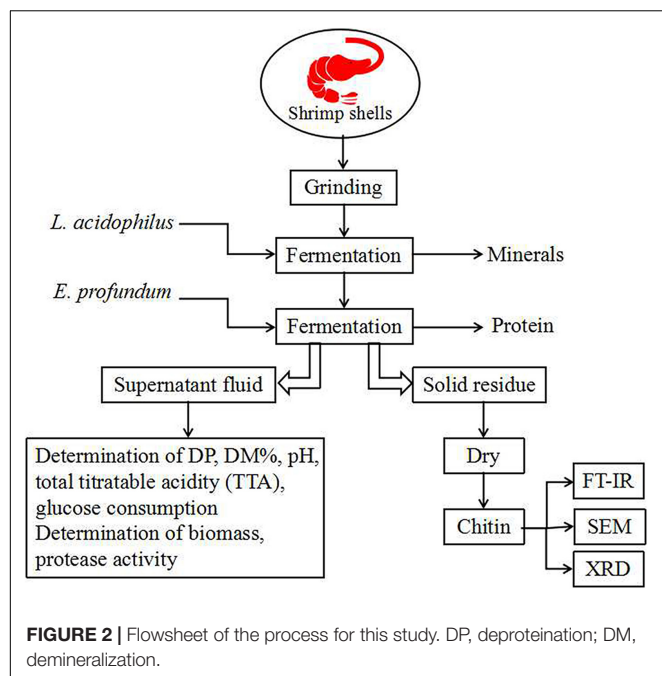 Shrimp shells
Grinding
L. acidophilus
Fermentation
Minerals
E. profundum
Fermentation
Protein
Supernatant fluid
Solid residue
Determination of DP, DM%, pH,
total titratable acidity (TTA),
glucose consumption
Determination of biomass,
protease activity
Dry
Chitin
FT-IR
SEM
XRD
FIGURE 2 | Flowsheet of the process for this study. DP, deproteination; DM,
demineralization.